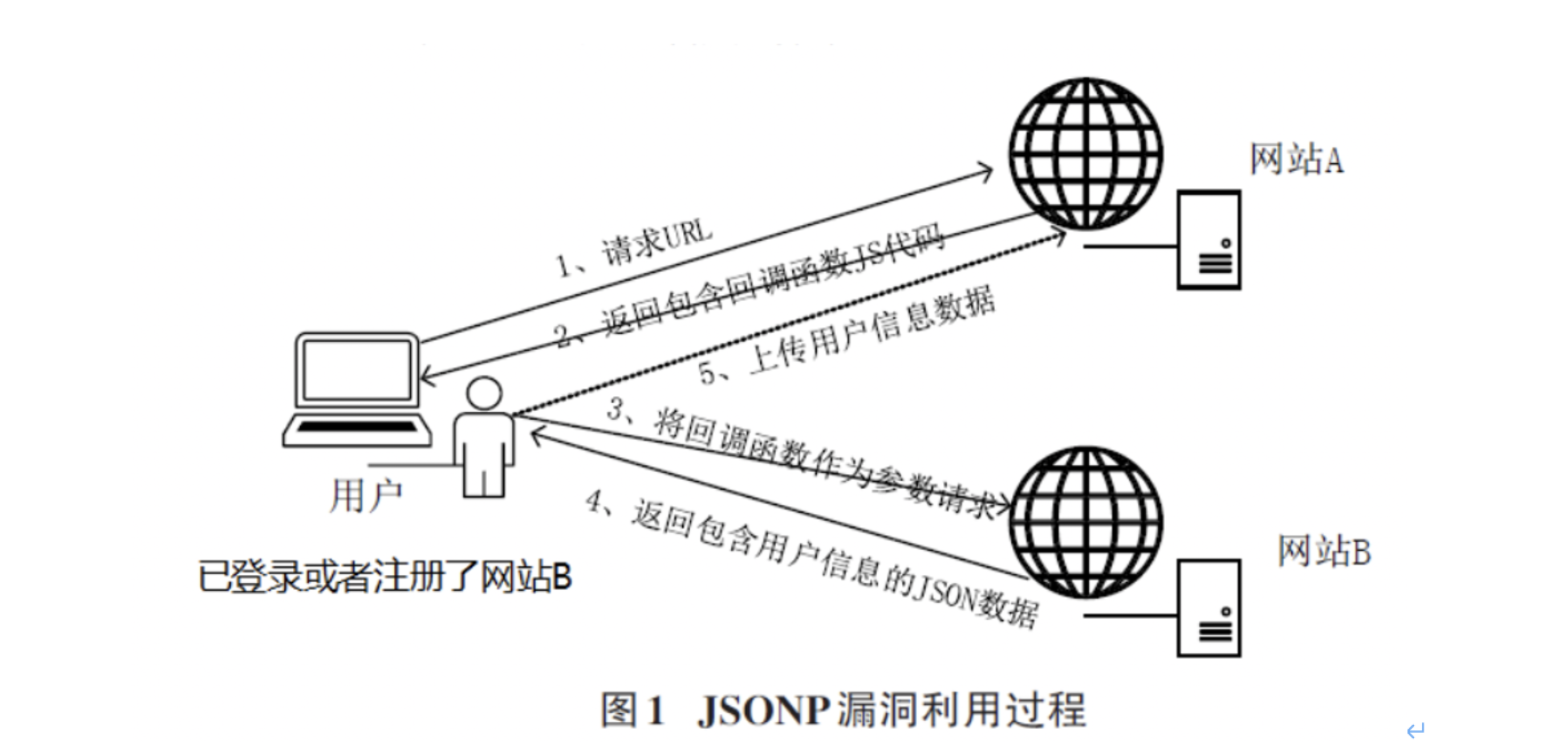 网站A
1、请求URL
2、返回包含回调函数JS代码
5、上传用户信息数据
3、将回调函数作为参数请求
4、返回包含用户信息的JSON数据
用户
已登录或者注册了网站B
网站B
图1 JSONP漏洞利用过程